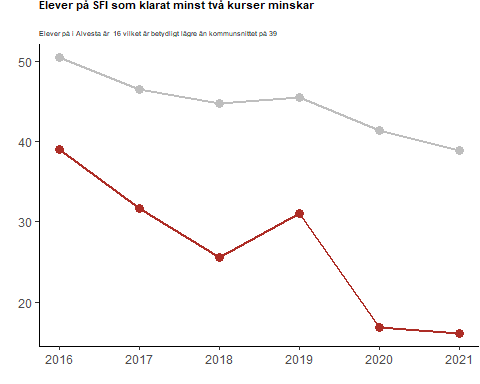 Elever på SFI som klarat minst två kurser minskar
Elever på i Alvesta är 16 vilket är betydligt lägre än kommunsnittet på 39
50
40
30
20
2016 2017 2018 2019 2020 2021